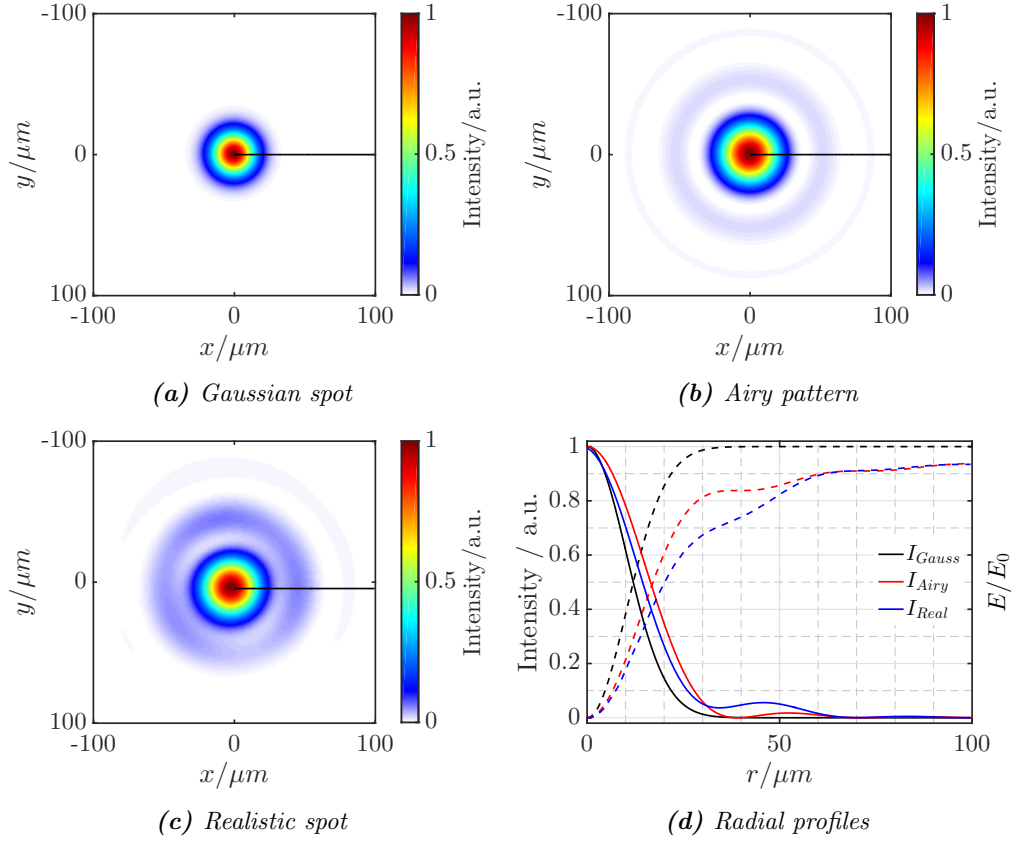 -100
0
100
y/μm
-100
0
100
x/μm
1
0.5
0
Intensity/a.u.
(a) Gaussian spot
-100
0
100
y/μm
-100
0
100
x/μm
1
0.5
0
Intensity/a.u.
(b) Airy pattern
-100
0
100
y/μm
-100
0
100
x/μm
1
0.5
0
Intensity/a.u.
(c) Realistic spot
1
0.8
0.6
0.4
0.2
0
Intensity / a.u.
I_Gauss
I_Airy
I_Real
E/E_0
0
50
100
r/μm
(d) Radial profiles